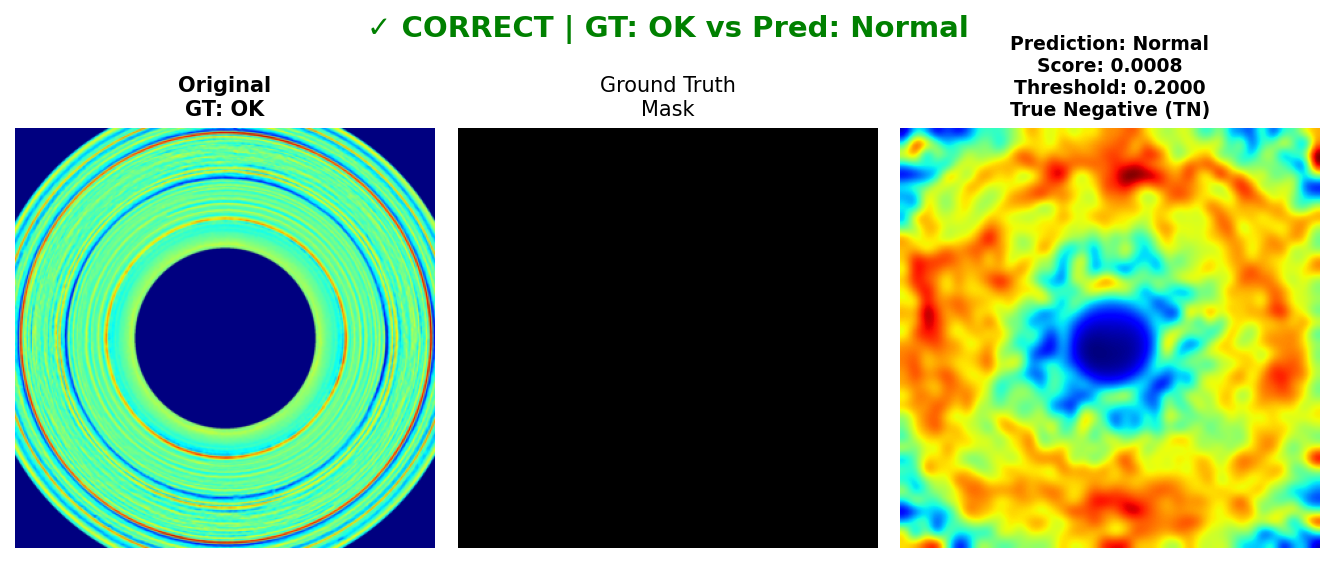 ✓ CORRECT | GT: OK vs Pred: Normal
Original
GT: OK
Ground Truth
Mask
Prediction: Normal
Score: 0.0008
Threshold: 0.2000
True Negative (TN)